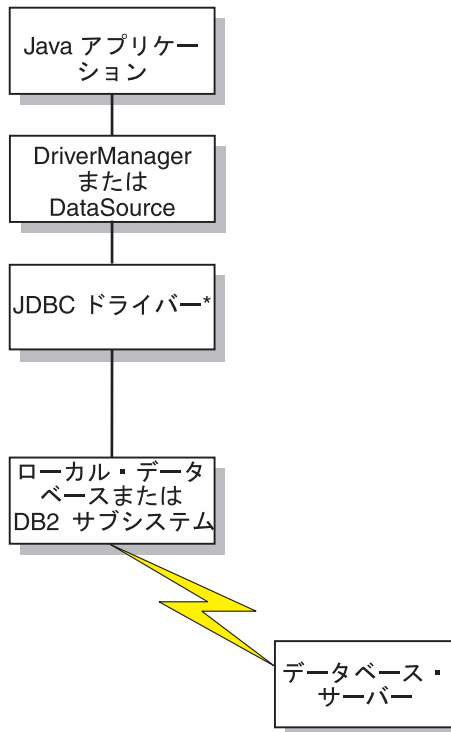 Java アプリケー
ション
DriverManager
または
DataSource
JDBC ドライバー*
ローカル・データ
ベースまたは
DB2 サブシステム
データベース・
サーバー